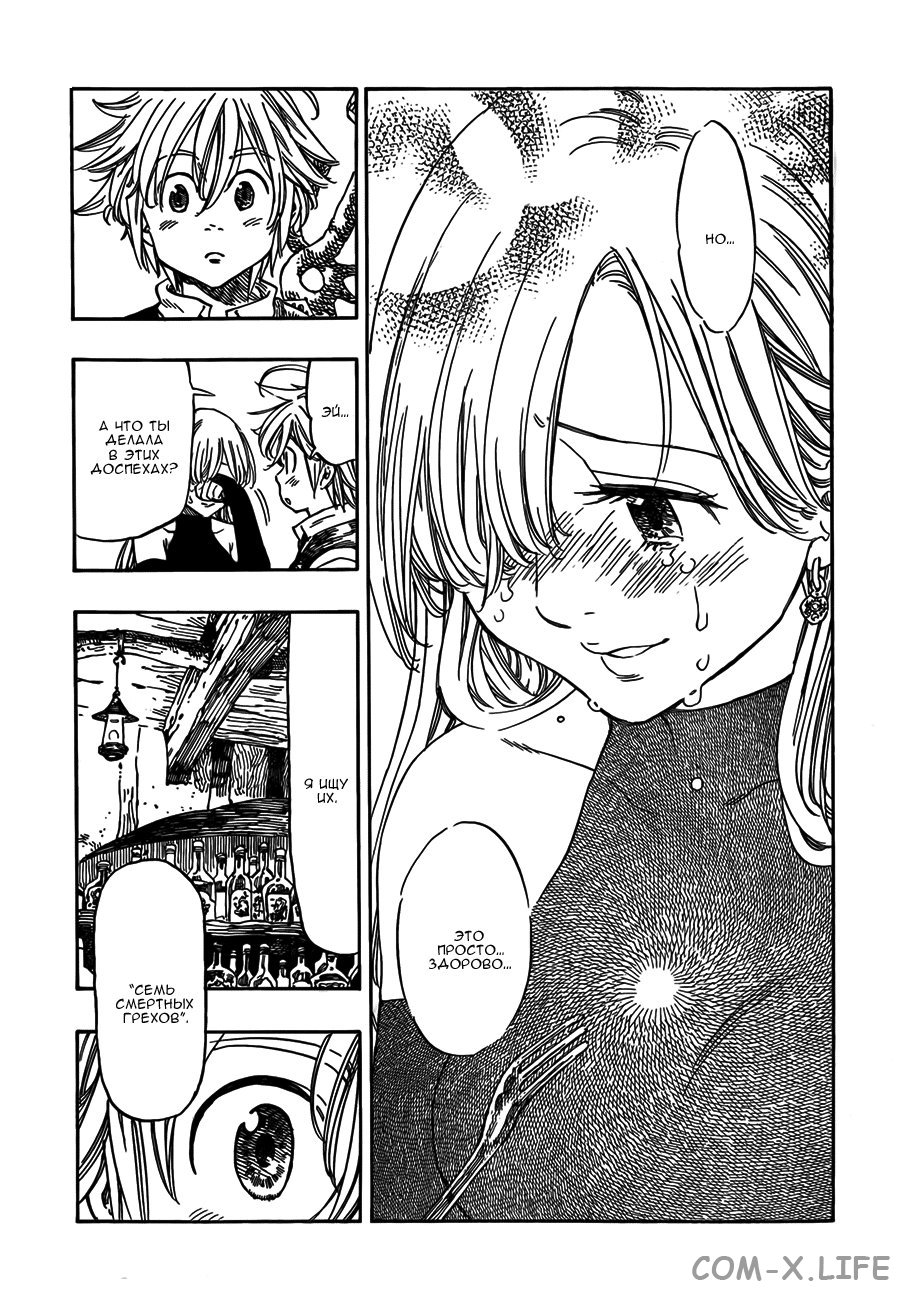 НО...
ЭТО
ПРОСТО...
ЗДОРОВО...
ЭЙ...
А ЧТО ТЫ
ДЕЛАЛА
В ЭТИХ
ДОСПЕХАХ?
Я ИЩУ
ИХ.
"СЕМЬ
СМЕРТНЫХ
ГРЕХОВ".
COM-X.LIFE